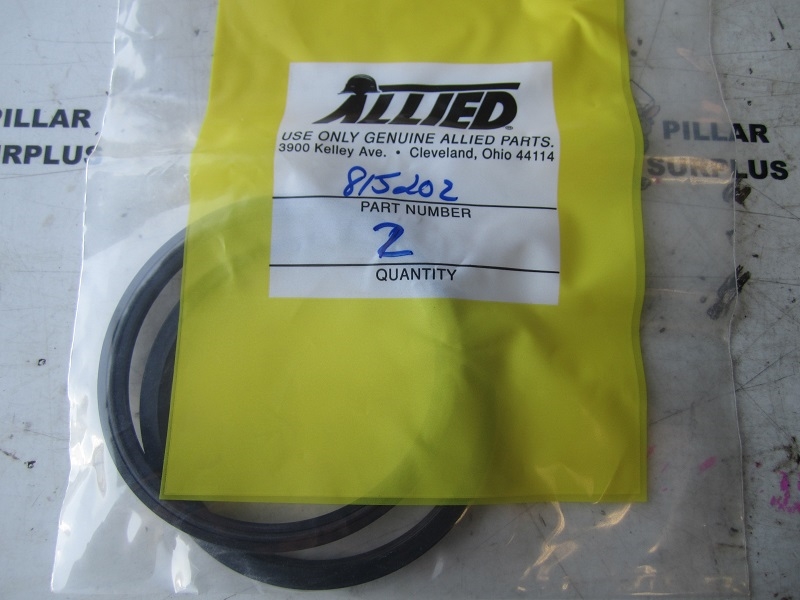 ALLIED
USE ONLY GENUINE ALLIED PARTS.
3900 Kelley Ave. • Cleveland, Ohio 44114
815202
PART NUMBER
2
QUANTITY
PILLAR
SURPLUS
PILLAR
SURPLUS